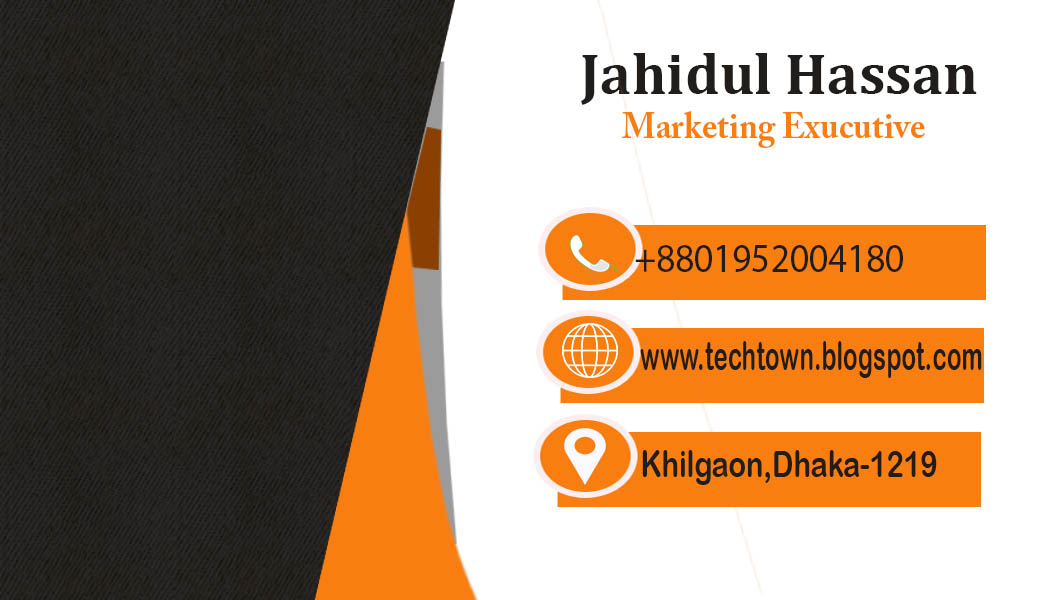 Jahidul Hassan
Marketing Exucutive
+8801952004180
www.techtown.blogspot.com
Khilgaon,Dhaka-1219